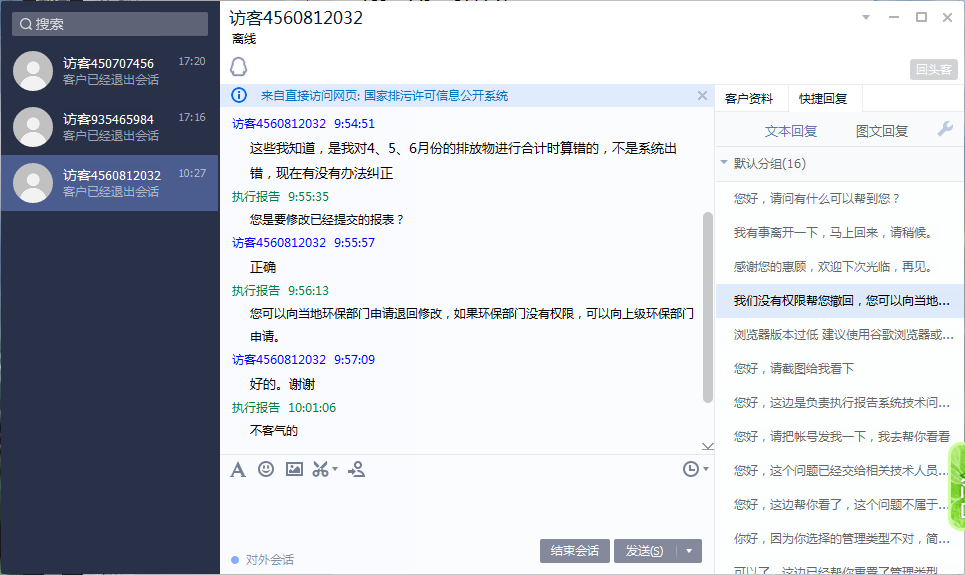 搜索
访客450707456 17:20
客户已经退出会话
访客935465984 17:16
客户已经退出会话
访客4560812032 10:27
客户已经退出会话
访客4560812032
离线
回头客
来自直接访问网页: 国家排污许可信息公开系统
访客4560812032 9:54:51
这些我知道，是我对4、5、6月份的排放物进行合计时算错的，不是系统出
错，现在有没有办法纠正
执行报告 9:55:35
您是要修改已经提交的报表？
访客4560812032 9:55:57
正确
执行报告 9:56:13
您可以向当地环保部门申请退回修改，如果环保部门没有权限，可以向上级环保部门
申请。
访客4560812032 9:57:09
好的。谢谢
执行报告 10:01:06
不客气的
对外会话
结束会话 发送(S)
客户资料 快捷回复
文本回复 图文回复
默认分组(16)
您好，请问有什么可以帮到您？
我有事离开一下，马上回来，请稍候。
感谢您的惠顾，欢迎下次光临，再见。
我们没有权限帮您撤回，您可以向当地...
浏览器版本过低 建议使用谷歌浏览器或...
您好，请截图给我看下
您好，这边是负责执行报告系统技术问...
您好，请把帐号发我一下，我去帮你看看
您好，这个问题已经交给相关技术人员...
您好，这边帮你看了，这个问题不属于...
你好，因为你选择的管理类型不对，简...
可以了，这边已经帮你重置了管理类型